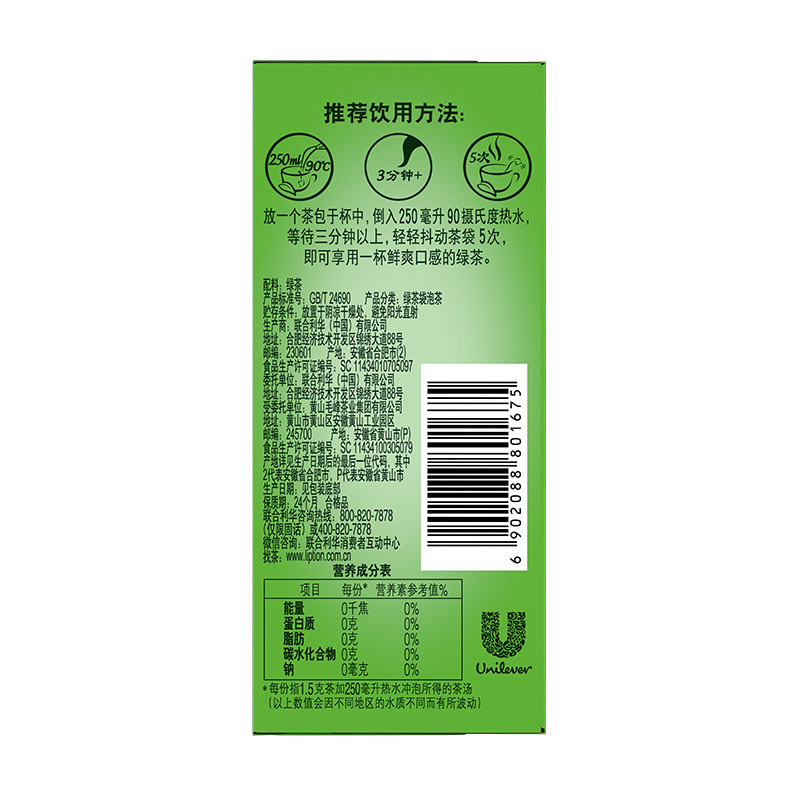 推荐饮用方法:
250ml 90℃
3分钟+
5次
放一个茶包于杯中,倒入250毫升90摄氏度热水,
等待三分钟以上,轻轻抖动茶袋5次,
即可享用一杯鲜爽口感的绿茶。
配料:绿茶
产品标准号:GB/T 24690 产品分类:绿茶袋泡茶
贮存条件:放置于阴凉干燥处,避免阳光直射
生产商:联合利华(中国)有限公司
地址:合肥经济技术开发区锦绣大道88号
邮编:230601 产地:安徽省合肥市(2)
食品生产许可证编号:SC 11434010705097
委托单位:联合利华(中国)有限公司
地址:合肥经济技术开发区锦绣大道88号
受委托单位:黄山毛峰茶业集团有限公司
地址:黄山市黄山区安徽黄山工业园区
邮编:245700 产地:安徽省黄山市(P)
食品生产许可证编号:SC 11434100305079
产地详见生产日期后的最后一位代码,其中
2代表安徽省合肥市,P代表安徽省黄山市
生产日期:见包装底部
保质期:24个月 合格品
联合利华咨询热线:800-820-7878
(仅限固话)或400-820-7878
微信咨询:联合利华消费者互动中心
找茶:www.lipton.com.cn
6 902088 801675
营养成分表
项目 每份* 营养素参考值%
能量 0千焦 0%
蛋白质 0克 0%
脂肪 0克 0%
碳水化合物 0克 0%
钠 0毫克 0%
*每份指1.5克茶加250毫升热水冲泡所得的茶汤
(以上数值会因不同地区的水质不同而有所波动)
Unilever